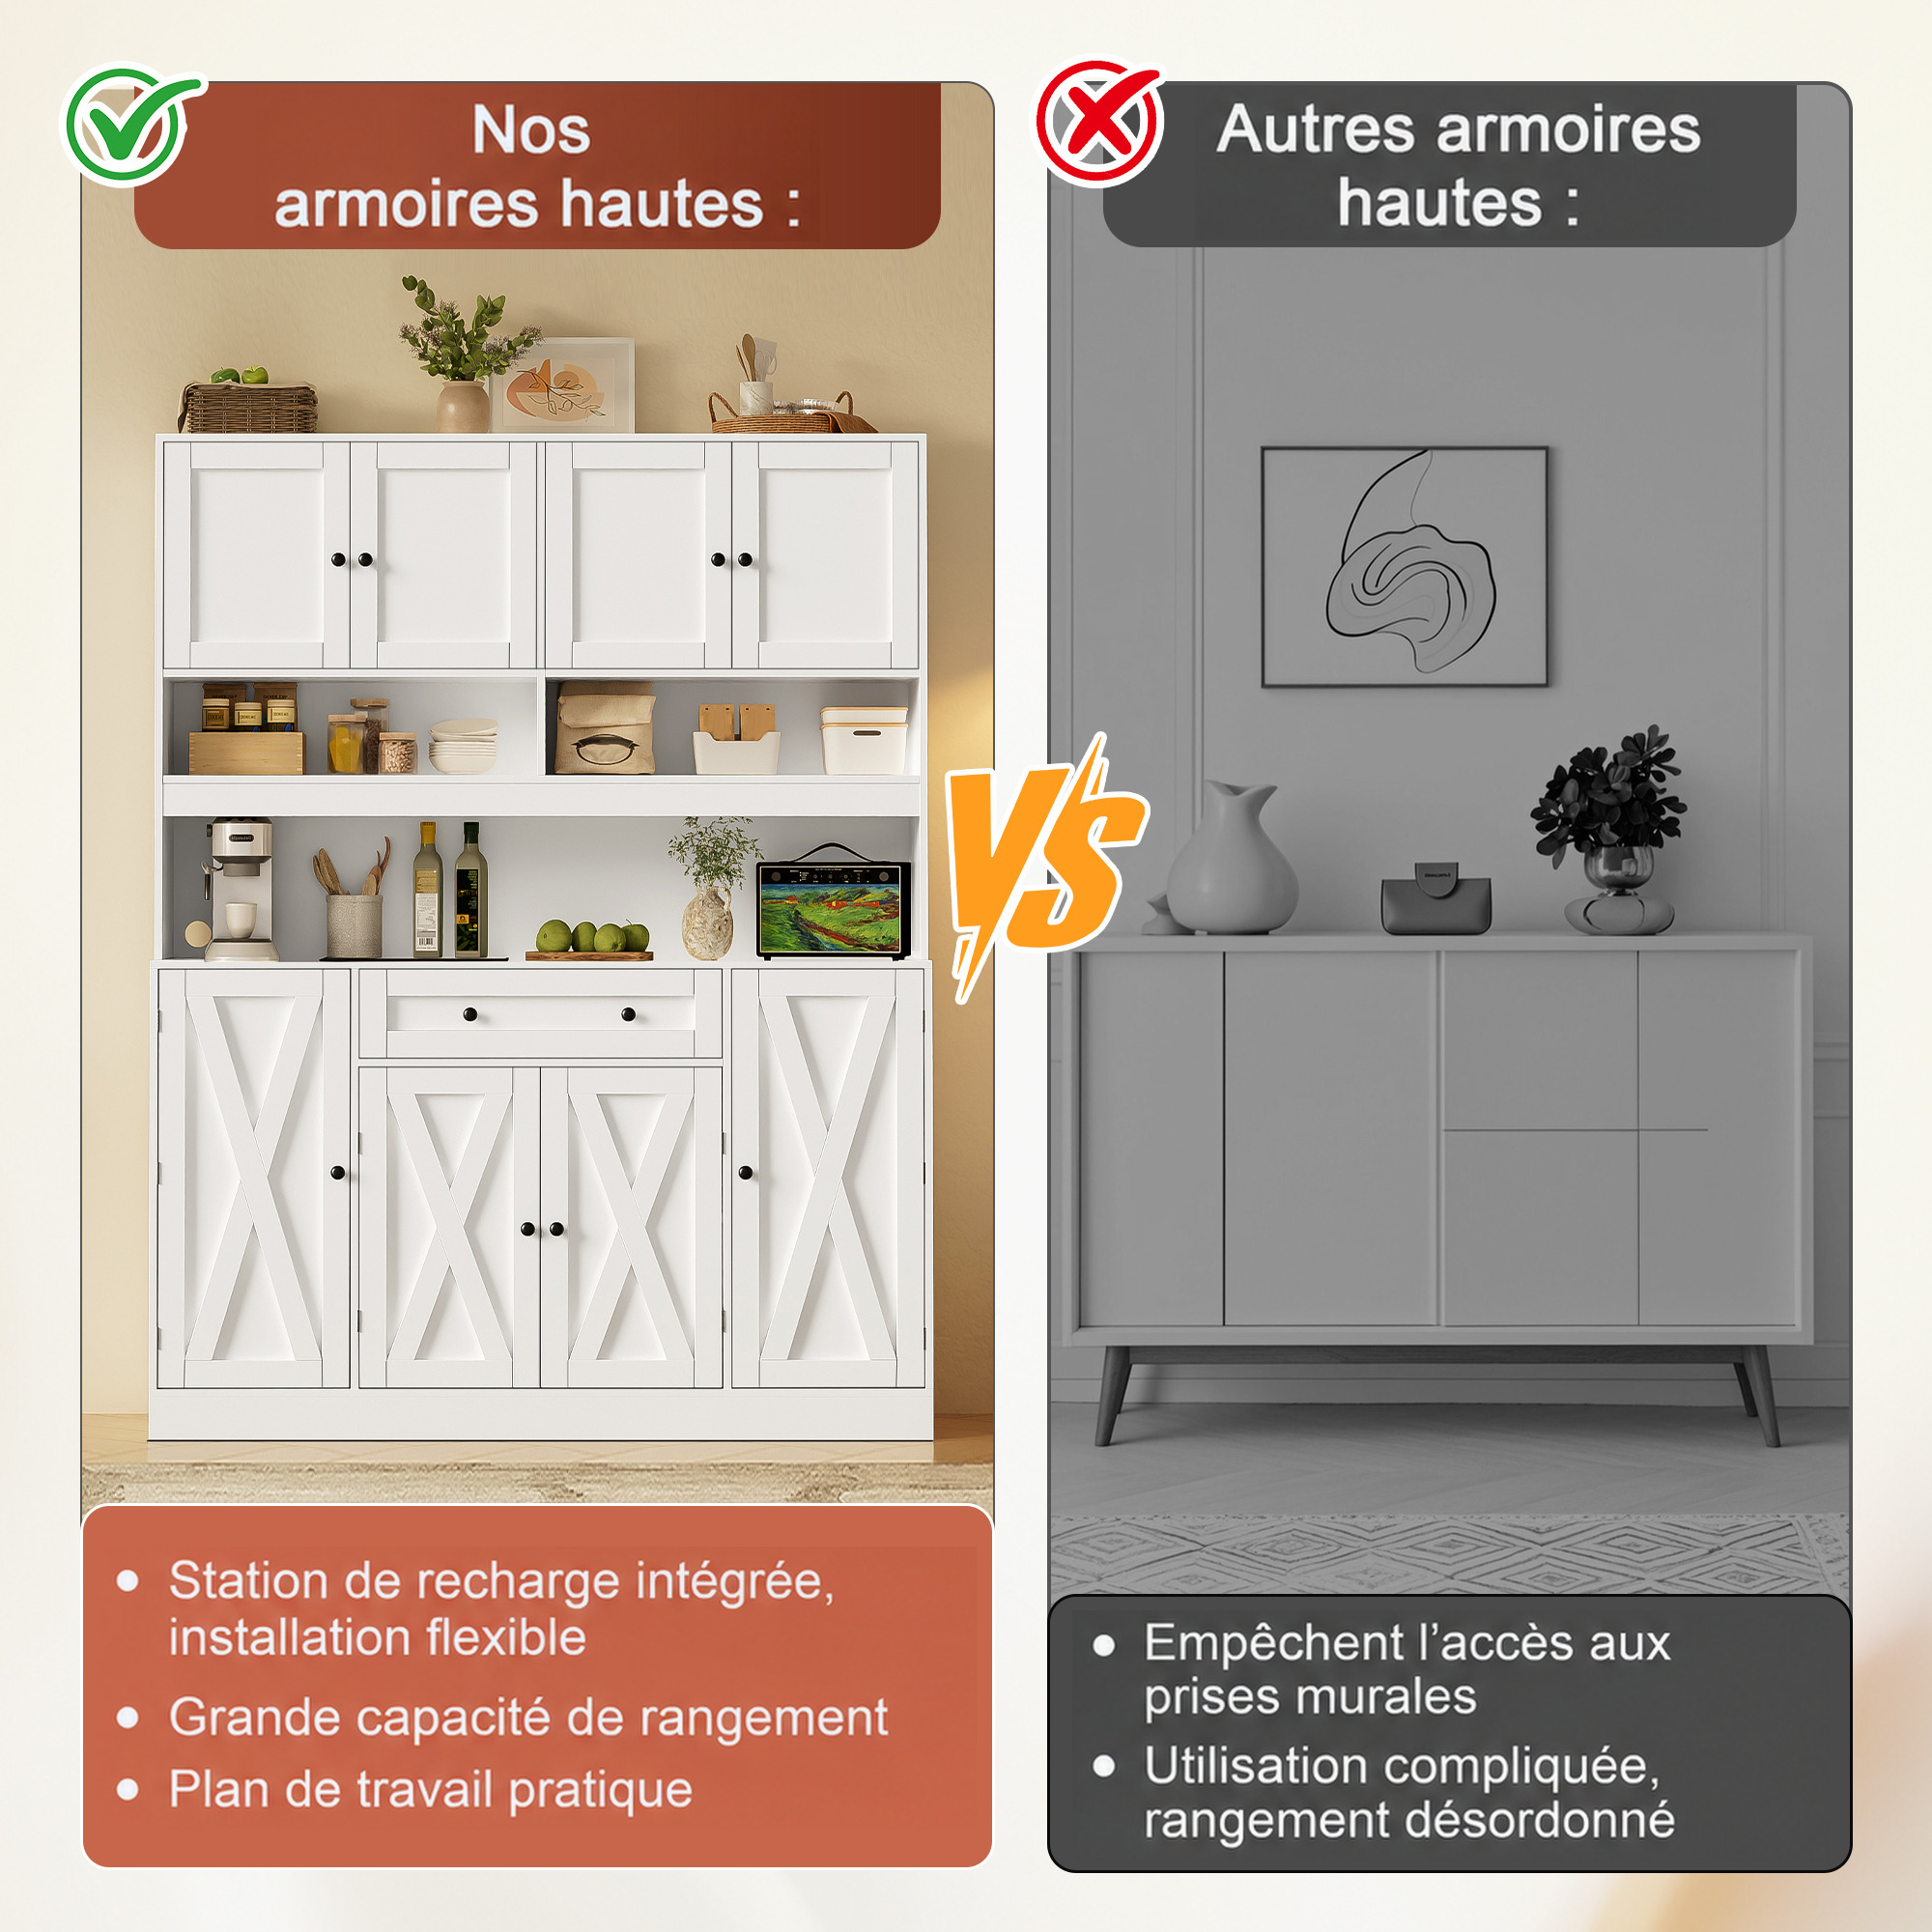 Nos
armoires hautes :
Autres armoires
hautes :
VS
• Station de recharge intégrée,
installation flexible
• Grande capacité de rangement
• Plan de travail pratique
• Empêchent l’accès aux
prises murales
• Utilisation compliquée,
rangement désordonné